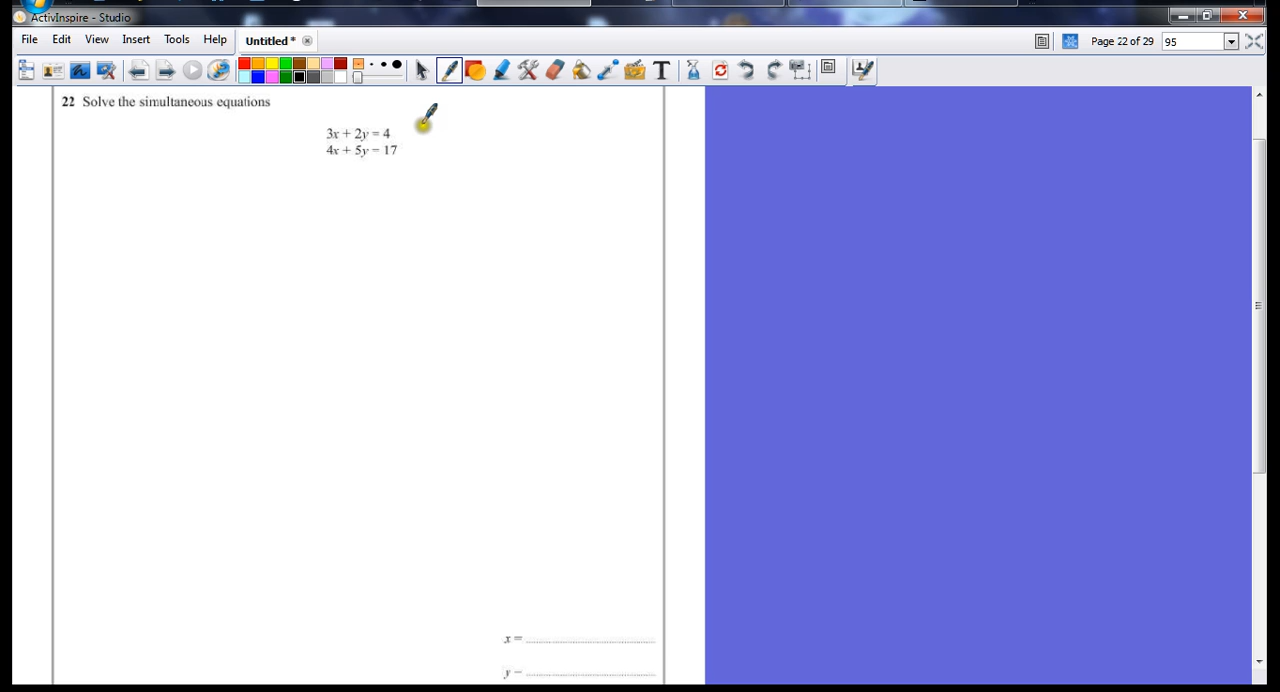 ActivInspire - Studio
File Edit View Insert Tools Help Untitled * Page 22 of 29 95
22 Solve the simultaneous equations
3x + 2y = 4
4x + 5y = 17
x =
y =